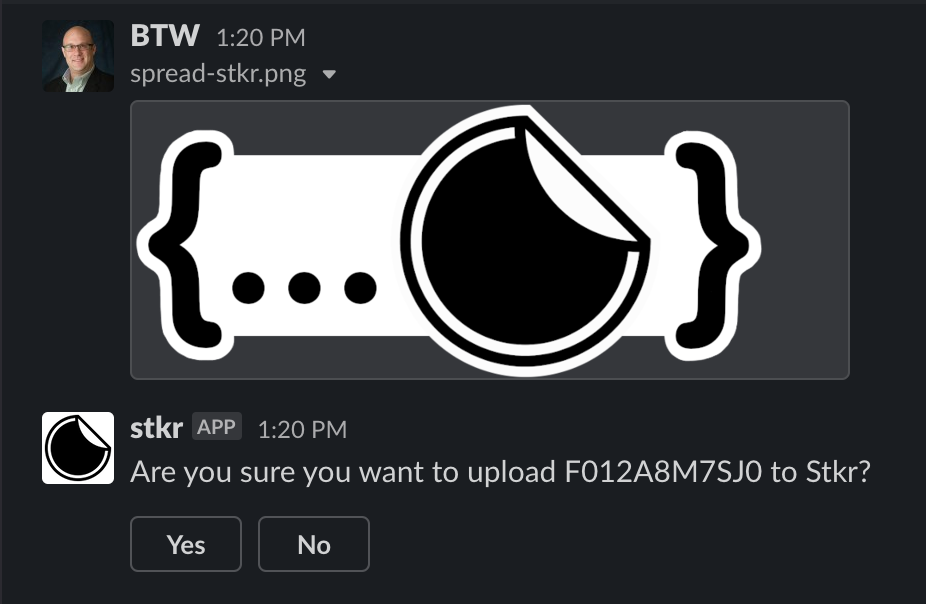 BTW 1:20 PM
spread-stkr.png
{...}
stkr APP 1:20 PM
Are you sure you want to upload F012A8M7SJ0 to Stkr?
Yes No